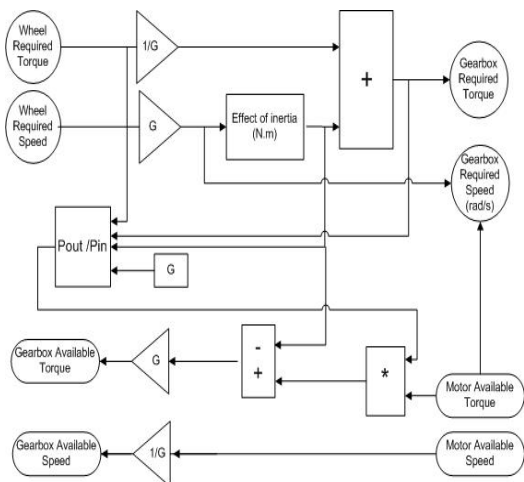 Wheel
Required
Torque
1/G
+
Gearbox
Required
Torque
Wheel
Required
Speed
G
Effect of inertia
(N.m)
Gearbox
Required
Speed
(rad/s)
Pout /Pin
G
Gearbox Available
Torque
G
-
+
*
Motor Available
Torque
Gearbox Available
Speed
1/G
Motor Available
Speed